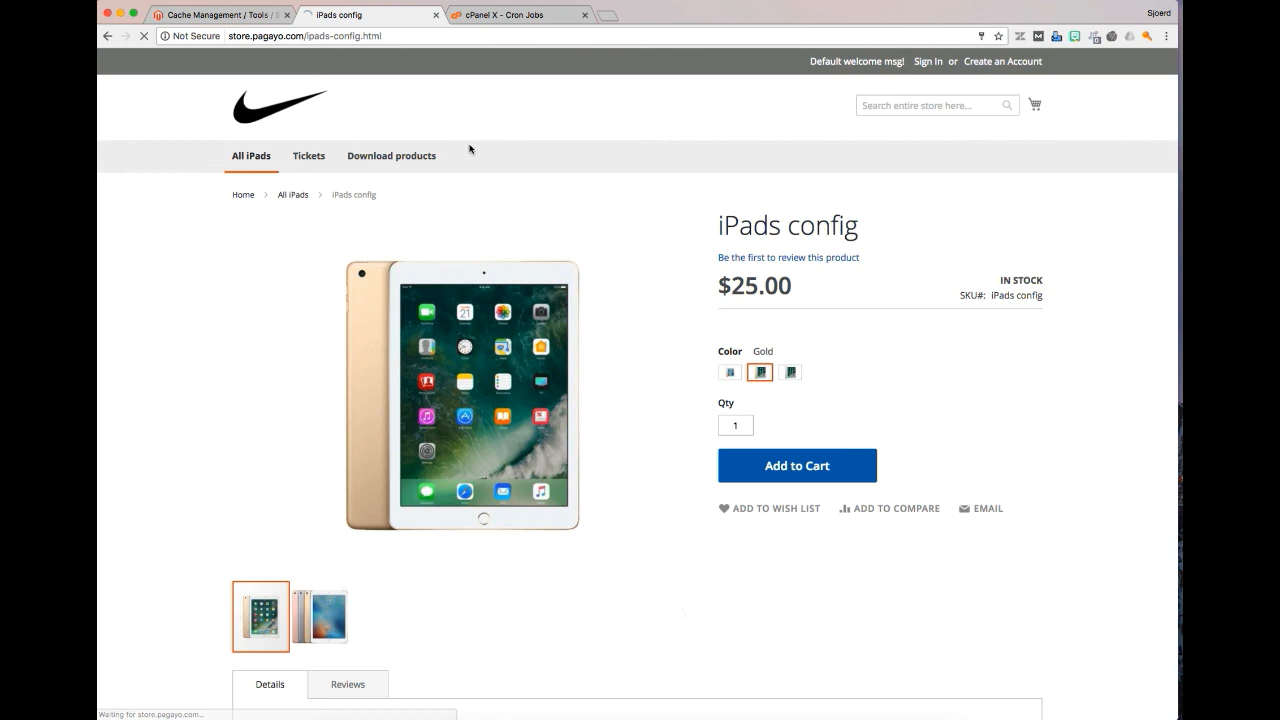 Cache Management / Tools / S
iPads config
cPanel X - Cron Jobs
Sjoerd
Not Secure
store.pagayo.com/ipads-config.html
Default welcome msg! Sign In or Create an Account
Search entire store here...
All iPads Tickets Download products
Home > All iPads > iPads config
iPads config
Be the first to review this product
$25.00
IN STOCK
SKU#: iPads config
Color Gold
Qty
1
Add to Cart
ADD TO WISH LIST ADD TO COMPARE EMAIL
Details Reviews
Waiting for store.pagayo.com...